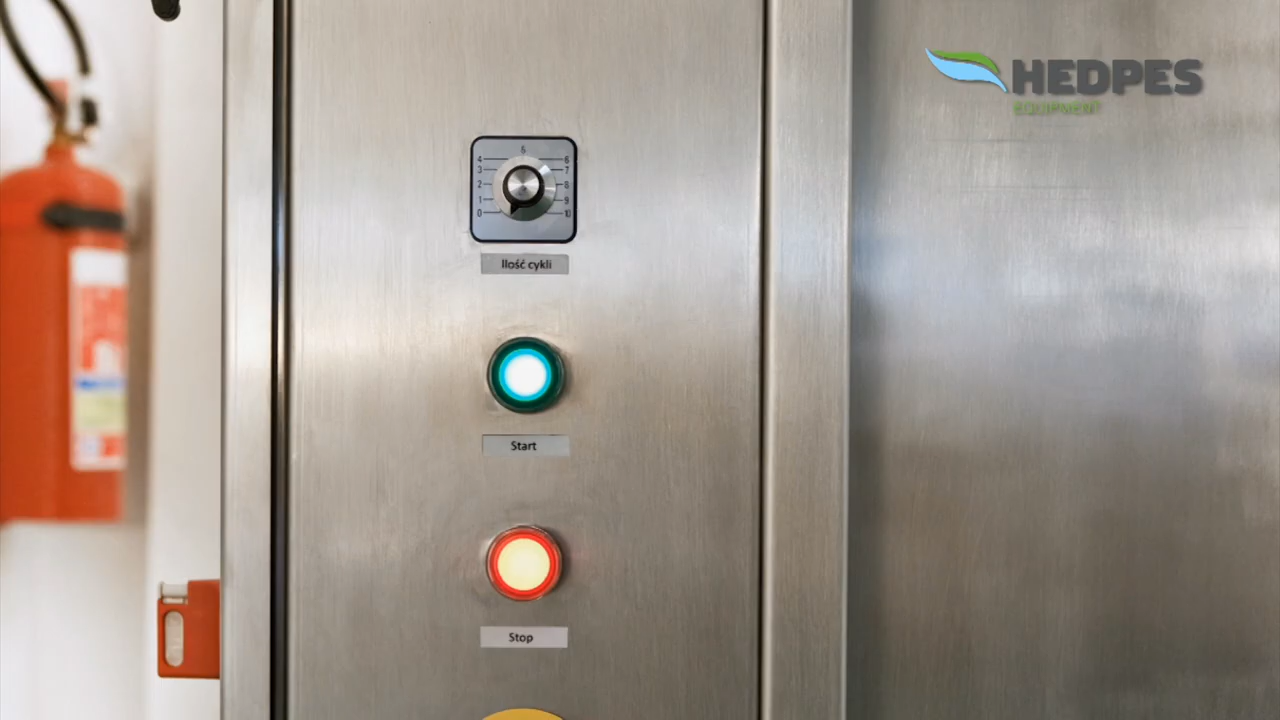 HEDPES
EQUIPMENT
5
4 6
3 7
2 8
1 9
0 10
Ilość cykli
Start
Stop